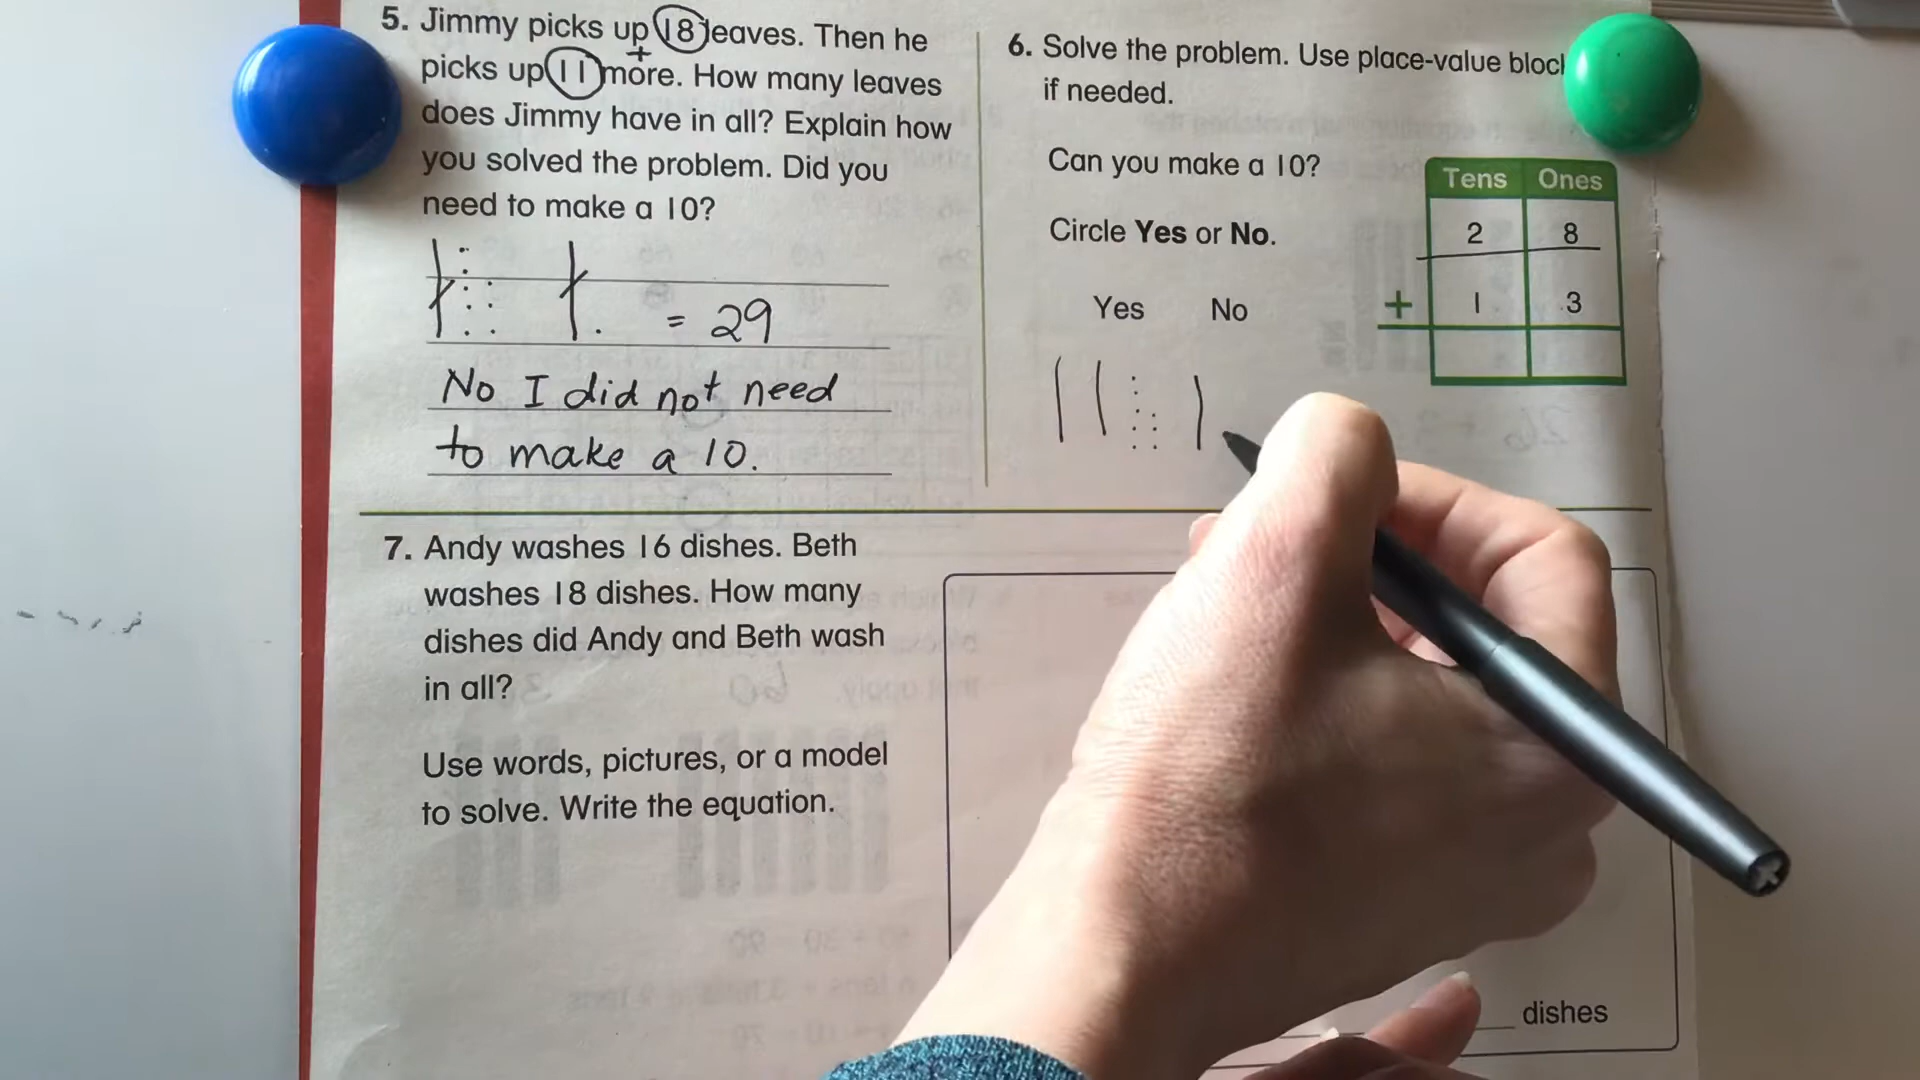 5. Jimmy picks up 18 leaves. Then he
+
picks up 11 more. How many leaves
does Jimmy have in all? Explain how
you solved the problem. Did you
need to make a 10?
= 29
No I did not need
to make a 10.
6. Solve the problem. Use place-value
if needed.
Can you make a 10?
Circle Yes or No.
Yes No
Tens Ones
2 8
+ 1 3
7. Andy washes 16 dishes. Beth
washes 18 dishes. How many
dishes did Andy and Beth wash
in all?
Use words, pictures, or a model
to solve. Write the equation.
dishes